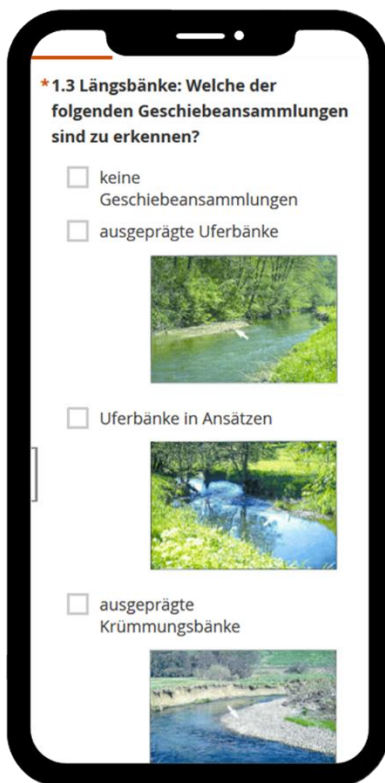 *1.3 Längsbänke: Welche der
folgenden Geschiebeansammlungen
sind zu erkennen?
keine
Geschiebeansammlungen
ausgeprägte Uferbänke
Uferbänke in Ansätzen
ausgeprägte
Krümmungsbänke